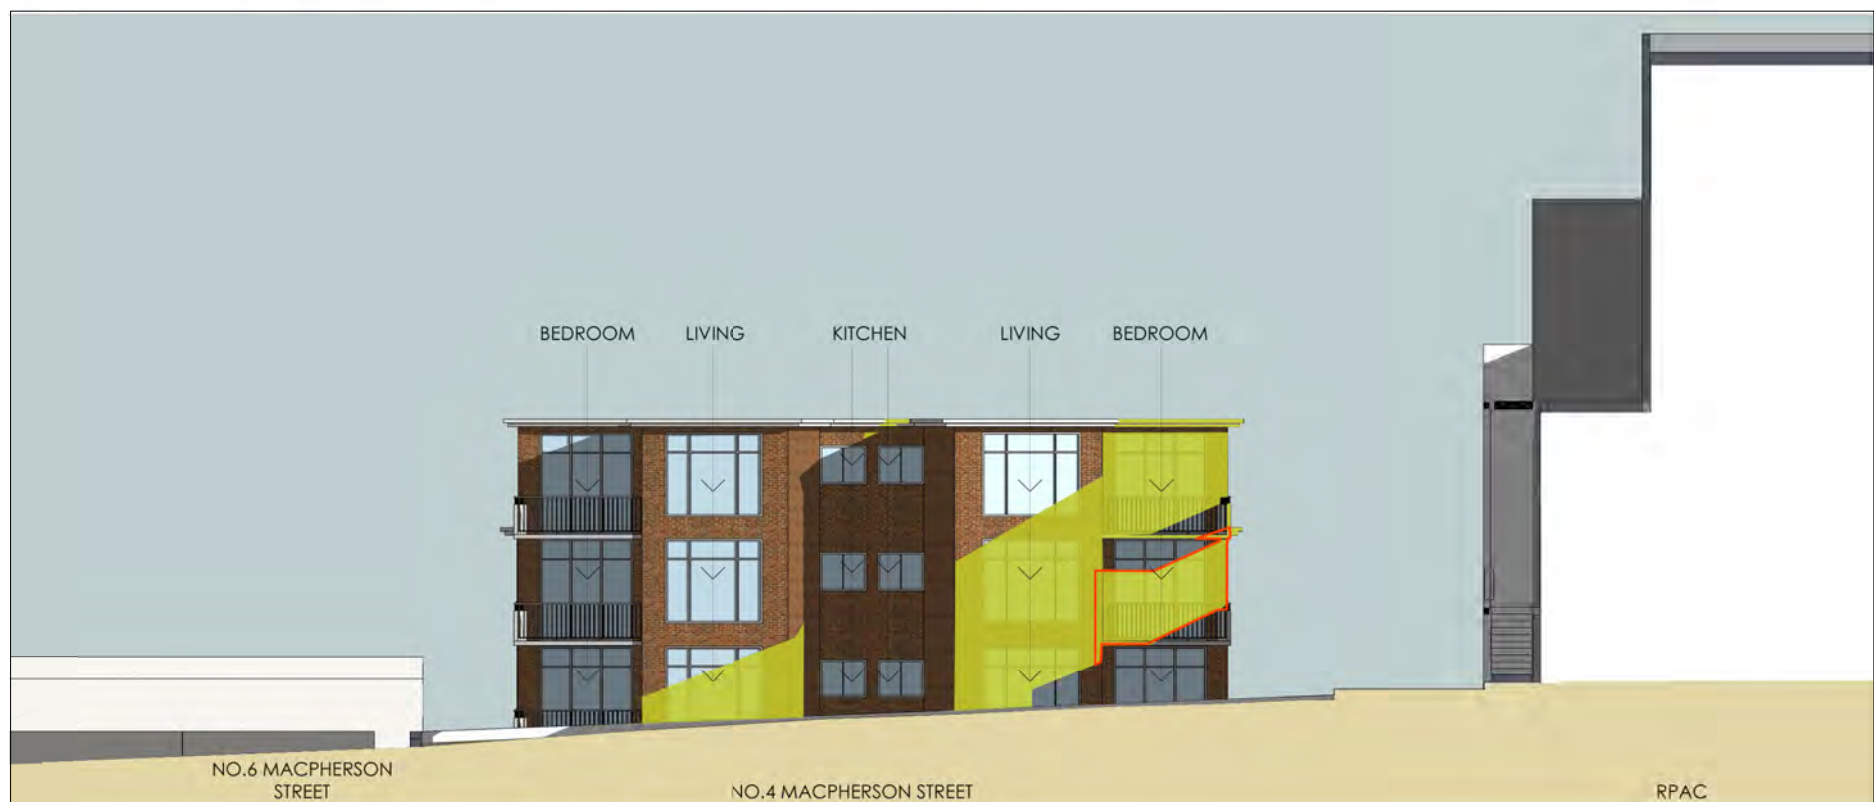 BEDROOM
LIVING
KITCHEN
LIVING
BEDROOM
NO.6 MACPHERSON
STREET
NO.4 MACPHERSON STREET
RPAC